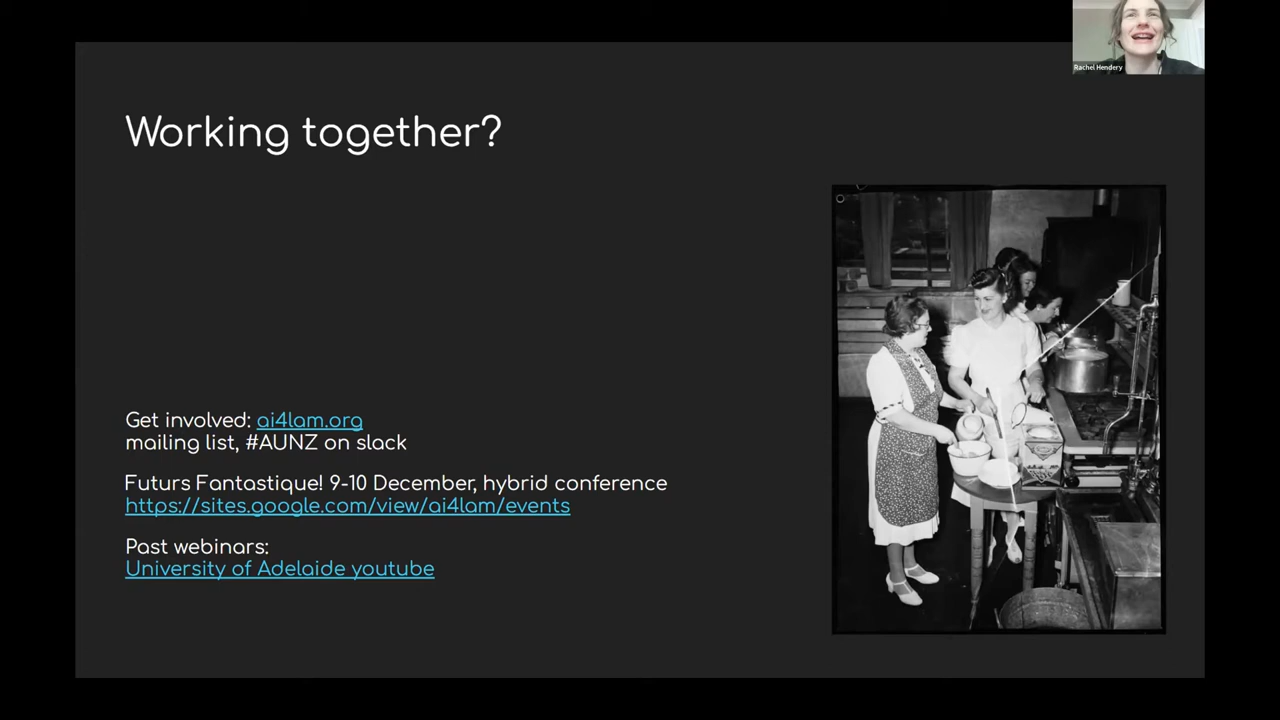 Rachel Hendery
Working together?
Get involved: ai4lam.org
mailing list, #AUNZ on slack
Futurs Fantastique! 9-10 December, hybrid conference
https://sites.google.com/view/ai4lam/events
Past webinars:
University of Adelaide youtube